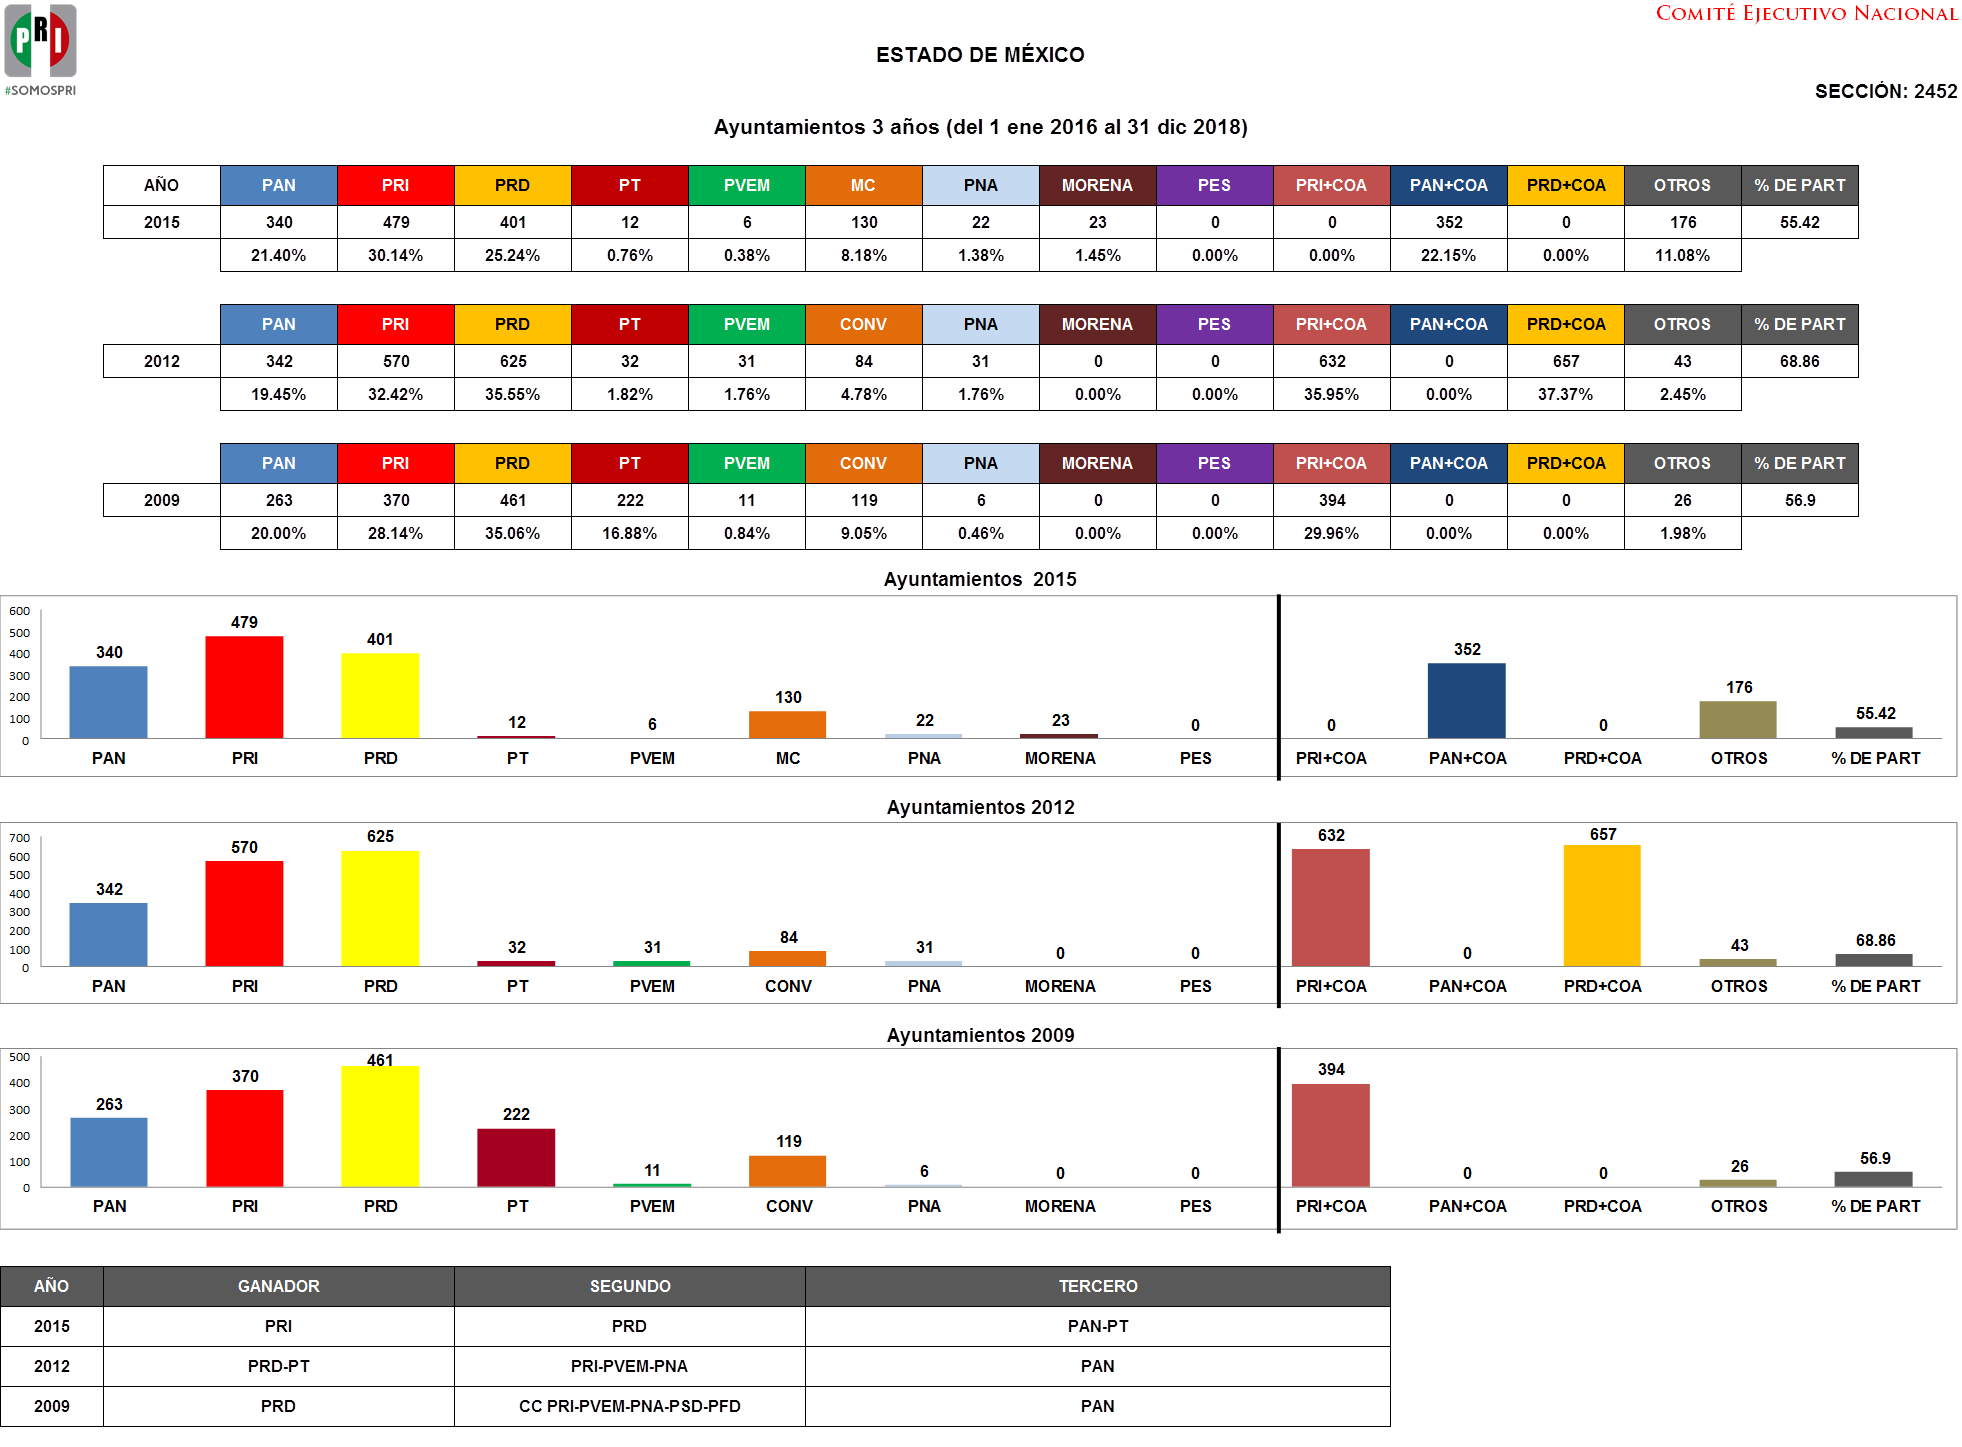 PRI
#SOMOSPRI
COMITÉ EJECUTIVO NACIONAL
ESTADO DE MÉXICO
SECCIÓN: 2452
Ayuntamientos 3 años (del 1 ene 2016 al 31 dic 2018)
AÑO PAN PRI PRD PT PVEM MC PNA MORENA PES PRI+COA PAN+COA PRD+COA OTROS % DE PART
2015 340 479 401 12 6 130 22 23 0 0 352 0 176 55.42
21.40% 30.14% 25.24% 0.76% 0.38% 8.18% 1.38% 1.45% 0.00% 0.00% 22.15% 0.00% 11.08%
PAN PRI PRD PT PVEM CONV PNA MORENA PES PRI+COA PAN+COA PRD+COA OTROS % DE PART
2012 342 570 625 32 31 84 31 0 0 632 0 657 43 68.86
19.45% 32.42% 35.55% 1.82% 1.76% 4.78% 1.76% 0.00% 0.00% 35.95% 0.00% 37.37% 2.45%
PAN PRI PRD PT PVEM CONV PNA MORENA PES PRI+COA PAN+COA PRD+COA OTROS % DE PART
2009 263 370 461 222 11 119 6 0 0 394 0 0 26 56.9
20.00% 28.14% 35.06% 16.88% 0.84% 9.05% 0.46% 0.00% 0.00% 29.96% 0.00% 0.00% 1.98%
Ayuntamientos 2015
600
500
400
300
200
100
0
340 479 401 12 6 130 22 23 0 0 352 0 176 55.42
PAN PRI PRD PT PVEM MC PNA MORENA PES PRI+COA PAN+COA PRD+COA OTROS % DE PART
Ayuntamientos 2012
700
600
500
400
300
200
100
0
342 570 625 32 31 84 31 0 0 632 0 657 43 68.86
PAN PRI PRD PT PVEM CONV PNA MORENA PES PRI+COA PAN+COA PRD+COA OTROS % DE PART
Ayuntamientos 2009
500
400
300
200
100
0
263 370 461 222 11 119 6 0 0 394 0 0 26 56.9
PAN PRI PRD PT PVEM CONV PNA MORENA PES PRI+COA PAN+COA PRD+COA OTROS % DE PART
AÑO GANADOR SEGUNDO TERCERO
2015 PRI PRD PAN-PT
2012 PRD-PT PRI-PVEM-PNA PAN
2009 PRD CC PRI-PVEM-PNA-PSD-PFD PAN